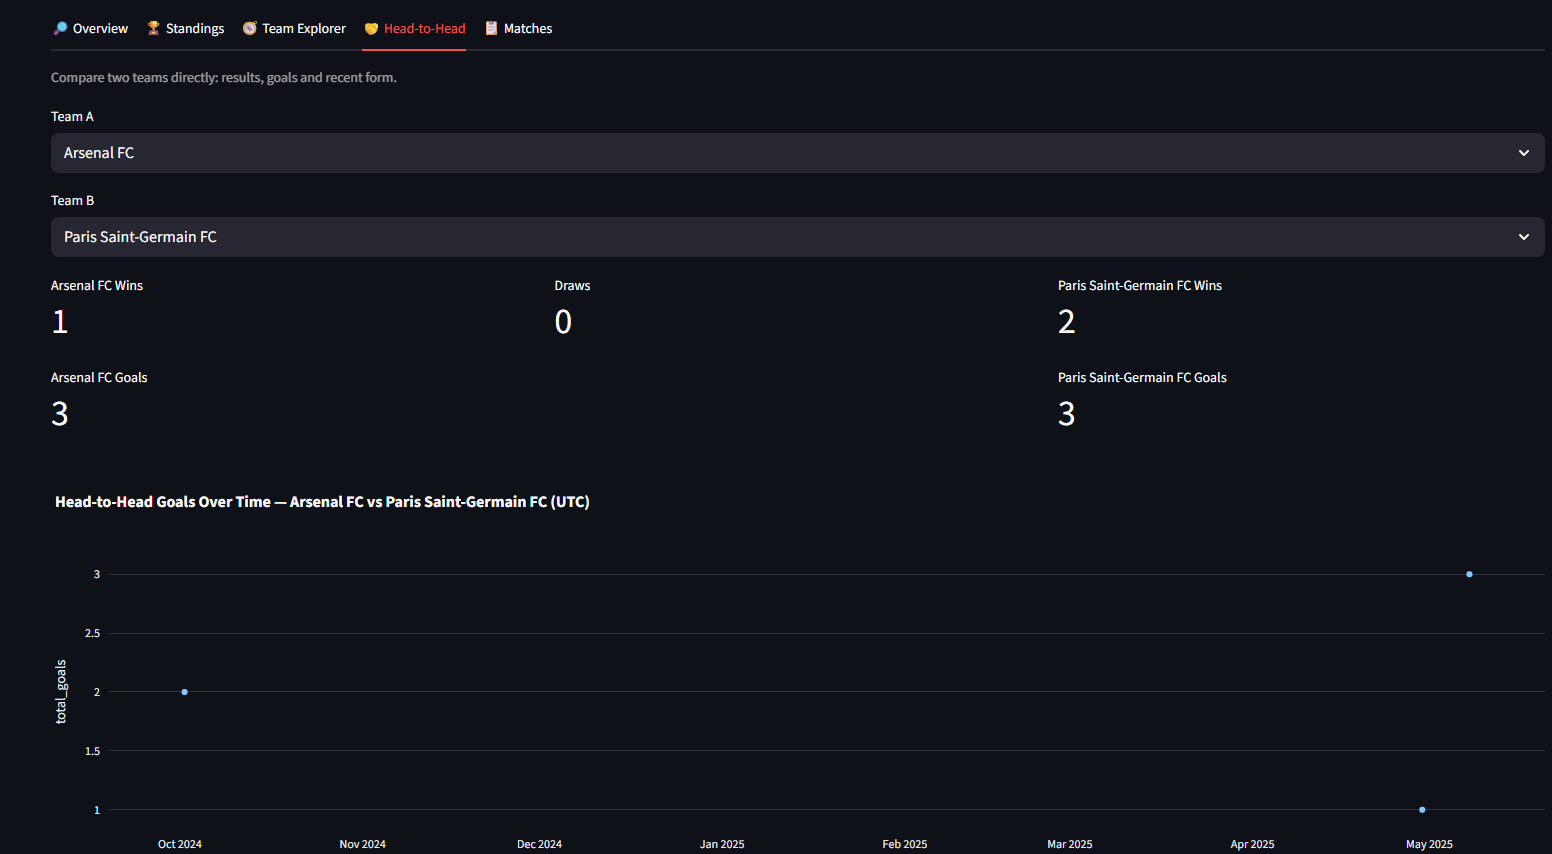 Overview Standings Team Explorer Head-to-Head Matches
Compare two teams directly: results, goals and recent form.
Team A
Arsenal FC
Team B
Paris Saint-Germain FC
Arsenal FC Wins Draws Paris Saint-Germain FC Wins
1 0 2
Arsenal FC Goals Paris Saint-Germain FC Goals
3 3
Head-to-Head Goals Over Time — Arsenal FC vs Paris Saint-Germain FC (UTC)
total_goals
3
2.5
2
1.5
1
Oct 2024 Nov 2024 Dec 2024 Jan 2025 Feb 2025 Mar 2025 Apr 2025 May 2025